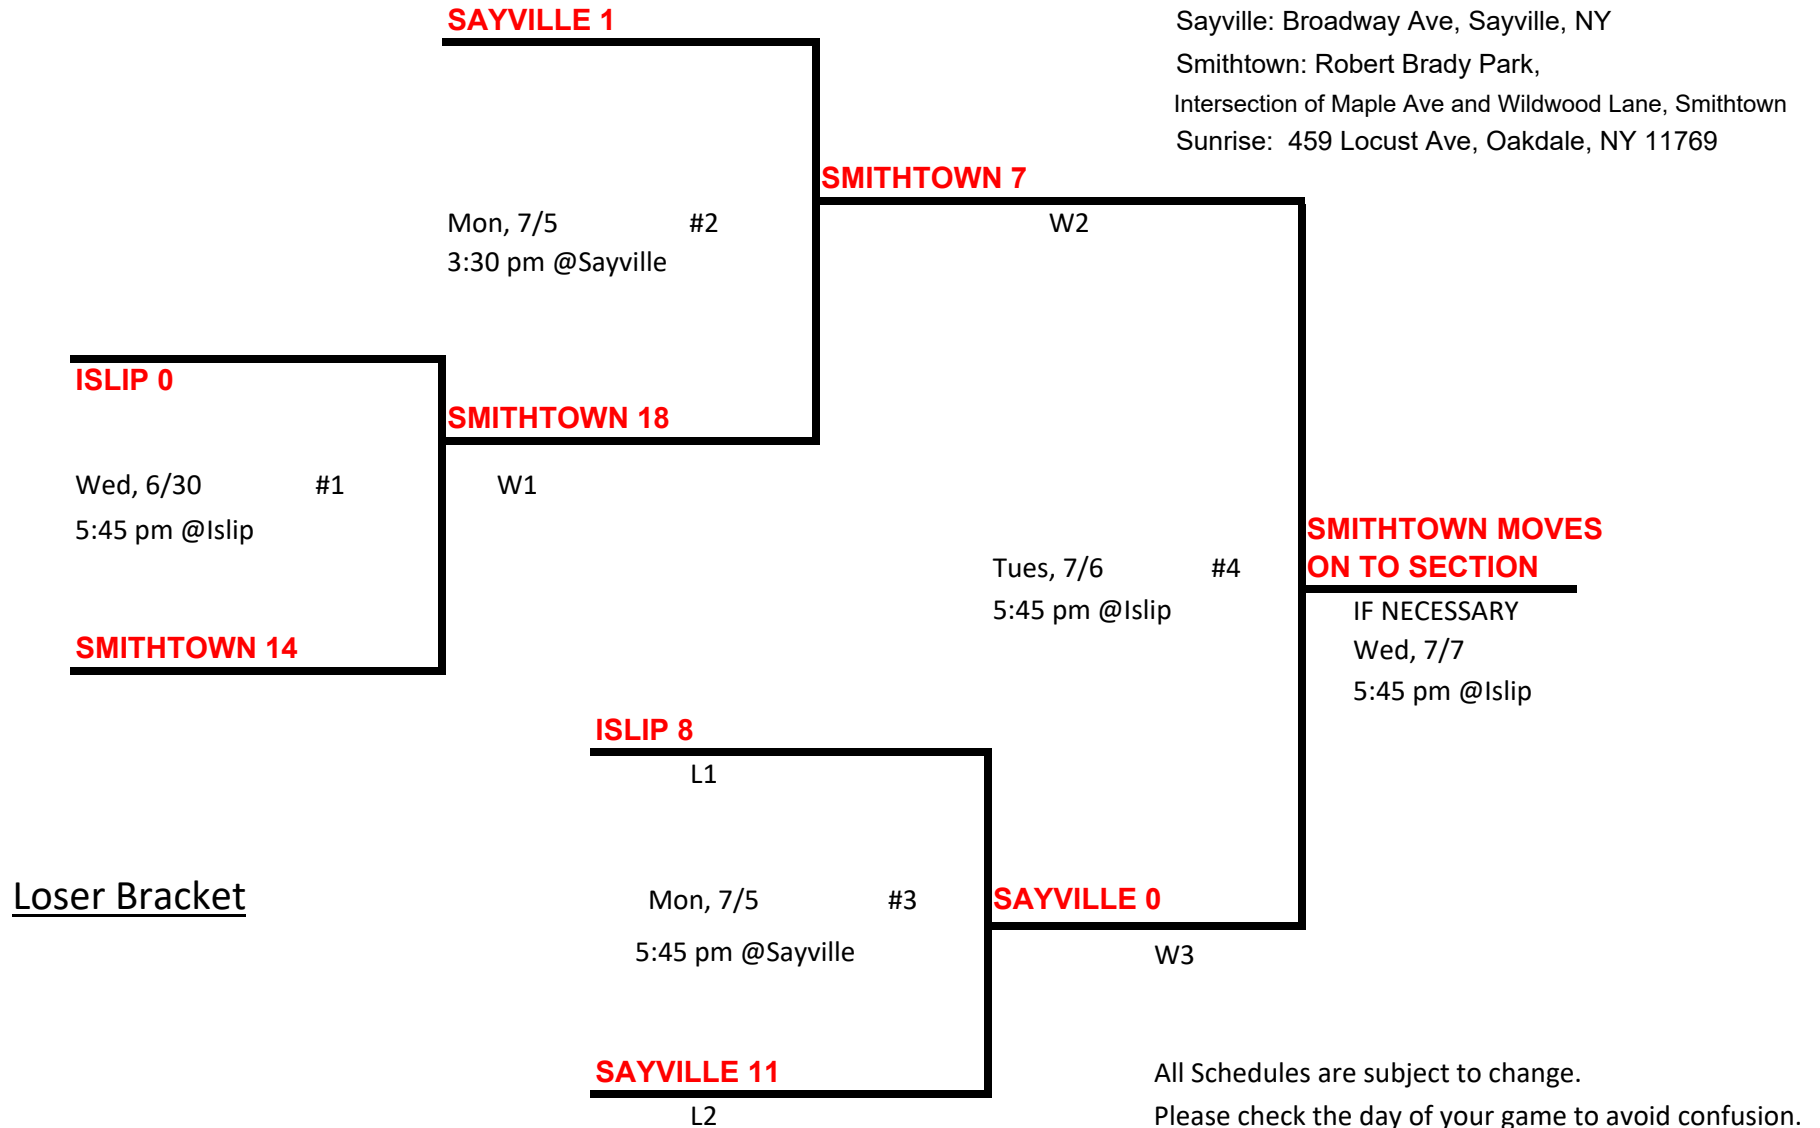 SAYVILLE 1
Sayville: Broadway Ave, Sayville, NY
Smithtown: Robert Brady Park,
Intersection of Maple Ave and Wildwood Lane, Smithtown
Sunrise: 459 Locust Ave, Oakdale, NY 11769
SMITHTOWN 7
Mon, 7/5 #2
W2
3:30 pm @Sayville
ISLIP 0
SMITHTOWN 18
Wed, 6/30 #1
W1
5:45 pm @Islip
SMITHTOWN MOVES
ON TO SECTION
Tues, 7/6 #4
5:45 pm @Islip
IF NECESSARY
Wed, 7/7
5:45 pm @Islip
SMITHTOWN 14
ISLIP 8
L1
Loser Bracket
Mon, 7/5 #3
SAYVILLE 0
5:45 pm @Sayville
W3
SAYVILLE 11
L2
All Schedules are subject to change.
Please check the day of your game to avoid confusion.